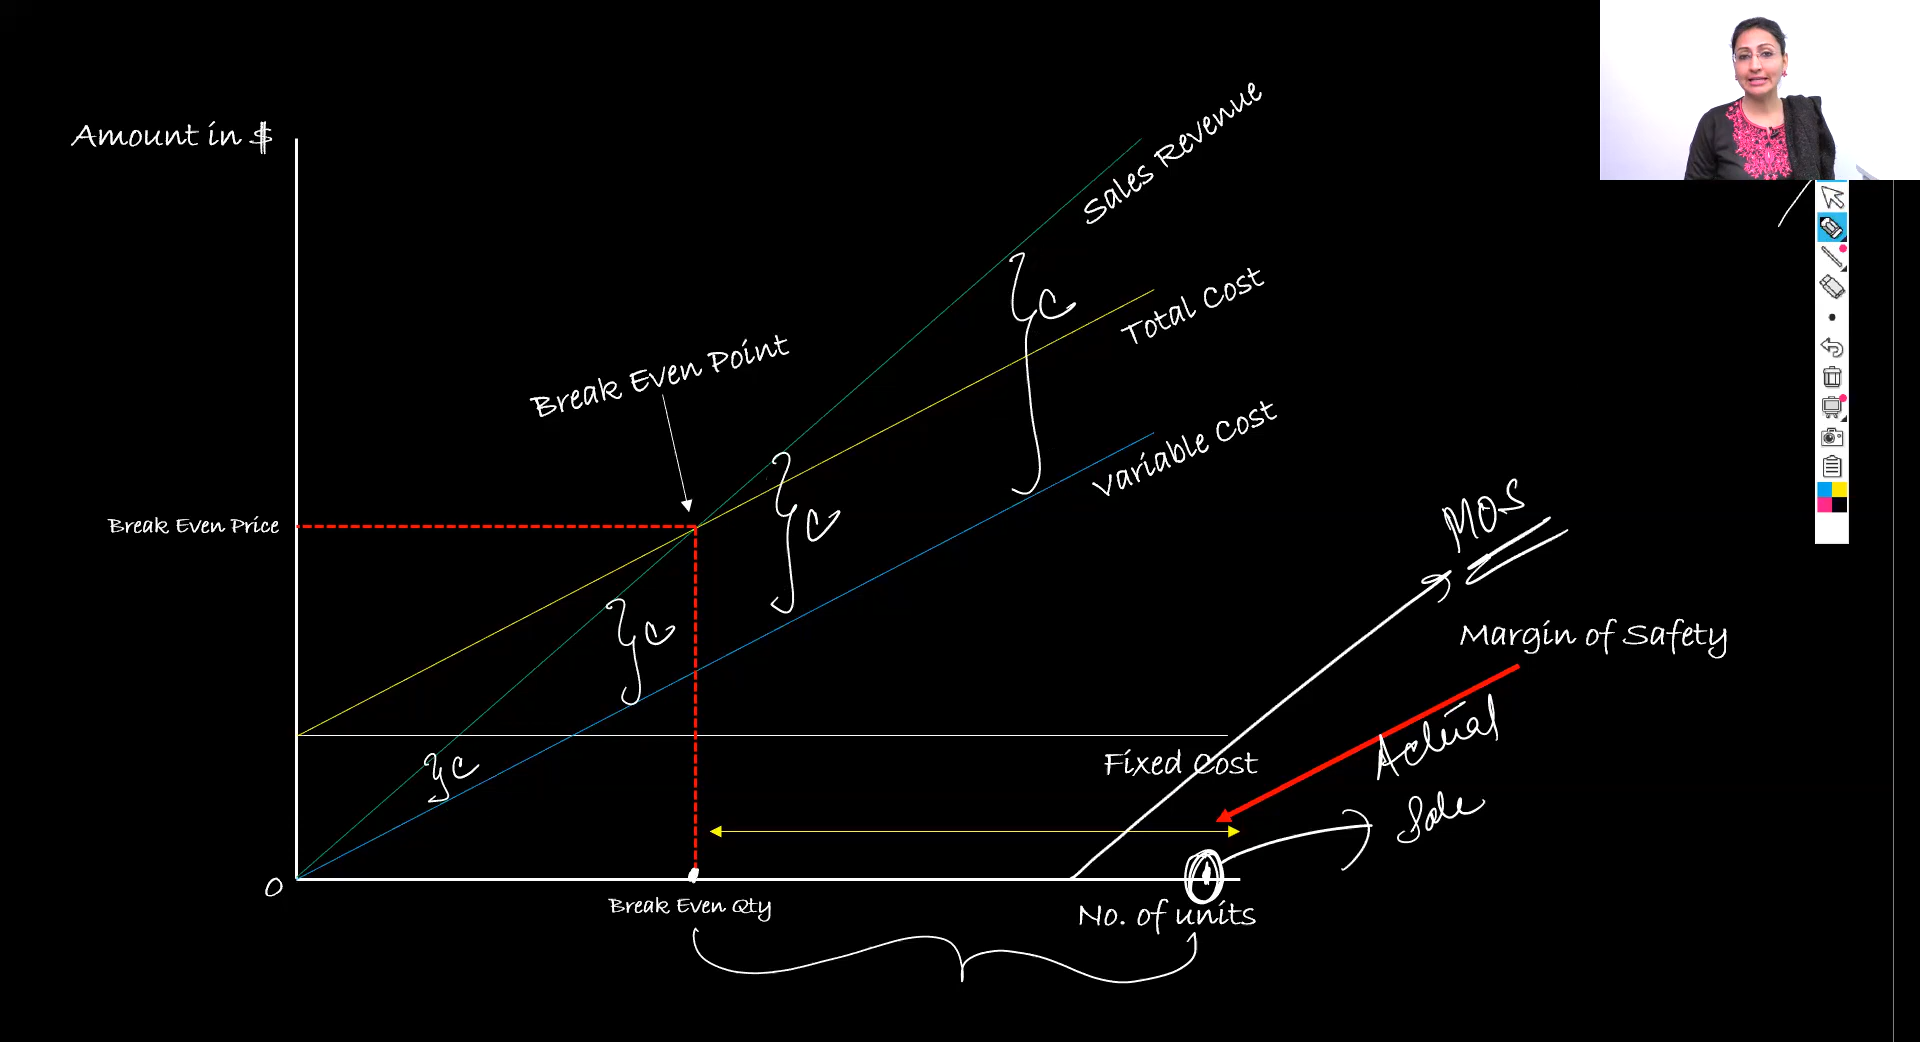 Amount in $
Sales Revenue
Total Cost
C
Break Even Point
Variable Cost
C
Break Even Price
MOS
C
Margin of Safety
Actual
Fixed Cost
C
Sale
0
Break Even Qty
No. of units